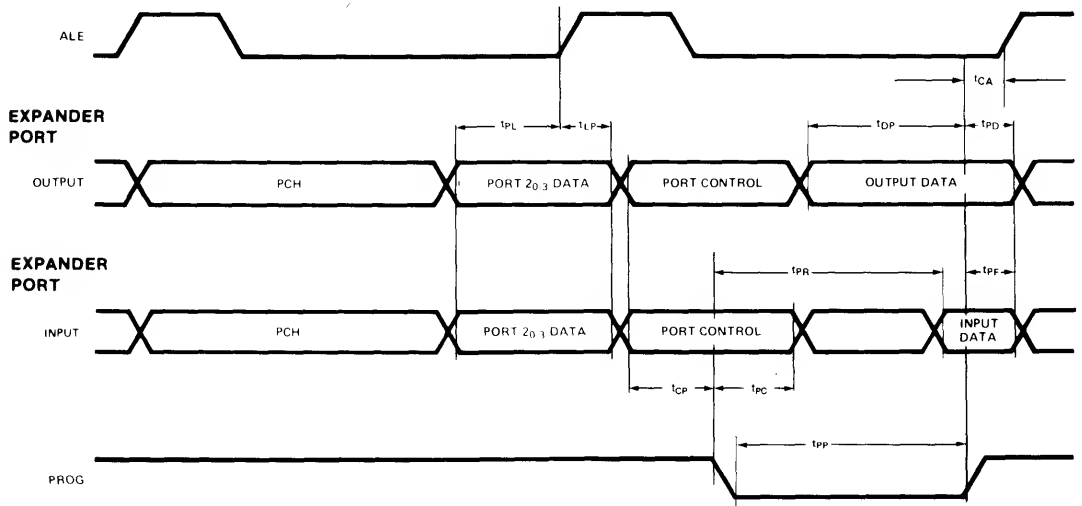 ALE
tCA
EXPANDER
PORT
tPL
tLP
tDP
tPD
OUTPUT
PCH
PORT 20-3 DATA
PORT CONTROL
OUTPUT DATA
EXPANDER
PORT
tPR
tPF
INPUT
PCH
PORT 20-3 DATA
PORT CONTROL
INPUT
DATA
tCP
tPC
tPP
PROG